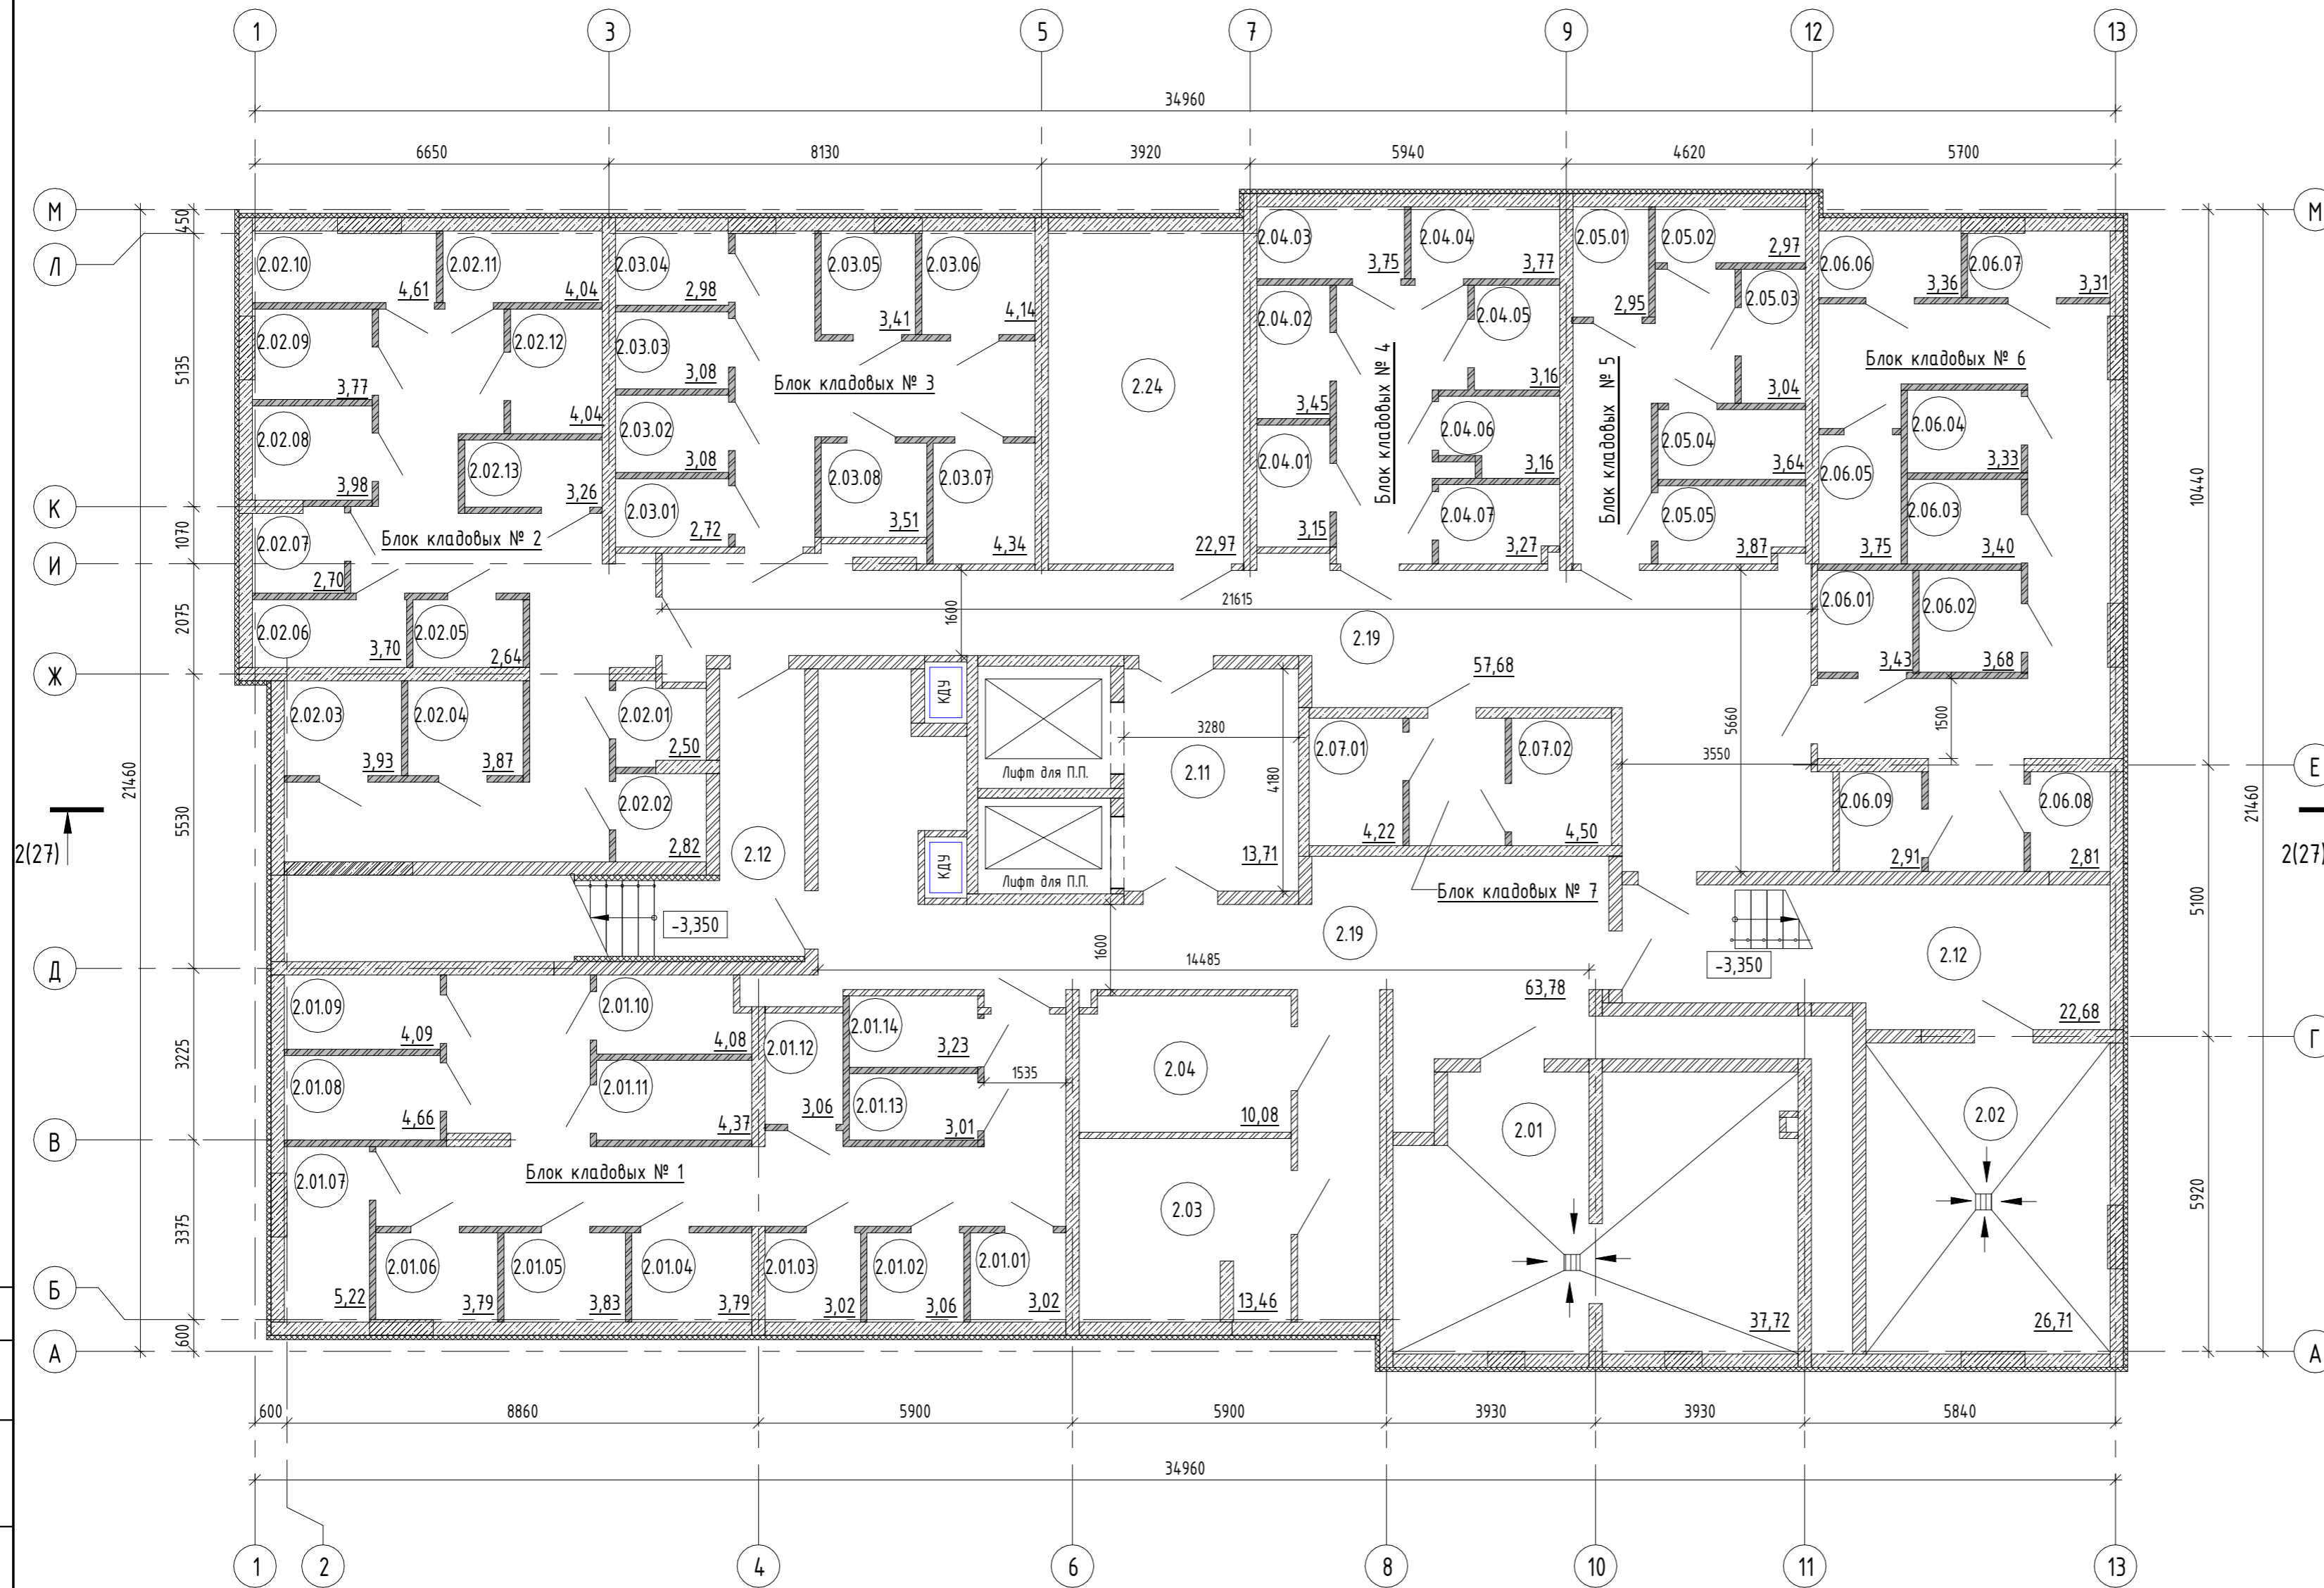 1 3 5 7 9 12 13
34960
6650 8130 3920 5940 4620 5700
М М
450
Л
2.04.03 2.04.04 2.05.01 2.05.02
2.02.10 2.02.11 2.03.04 2.03.05 2.03.06 2.06.06 2.06.07
3,75 3,77 2,97
4,61 4,04 2,98 3,36 3,31
2.05.03
3,41 4,14 2,95
2.04.02 2.04.05
2.02.09 2.02.12 2.03.03
Блок кладовых № 3
Блок кладовых № 6
Блок кладовых № 4
Блок кладовых № 5
5135
3,77 3,08 2.24 3,16 3,04
4,04 3,45
2.02.08 2.03.02 2.04.06 2.05.04 2.06.04
2.02.13 3,08 2.04.01 3,16 3,64 3,33
2.03.08 2.03.07 2.06.05
3,98 3,26
К
10440
2.03.01 2.04.07 2.05.05 2.06.03
2.02.07 2,72 3,51 3,15
Блок кладовых № 2
1070
4,34 22,97 3,27 3,87 3,75 3,40
И
2,70
21615
2075
1600
2.06.01 2.06.02
2.02.06 2.02.05 2.19
3,70 2,64 3,43 3,68
Ж
57,68
2.02.03 2.02.04 2.02.01 КДУ
1500
5660
3280
2.07.01 2.07.02
2,50
3,93 3,87
3550
Лифт для П.П.
2.11
4180
Е
21460 21460
2.02.02 2.06.09 2.06.08
5530
4,22 4,50
2(27) 2(27)
2,82 2.12 КДУ 13,71 2,91 2,81
Лифт для П.П.
Блок кладовых № 7
5100
-3,350
2.19
1600
2.12
Д
14485
-3,350
63,78
2.01.09 2.01.10
2.01.14
22,68
4,09 4,08 2.01.12 3,23
Г
3225
2.04
2.01.08 2.01.11 1535
2.01.13
3,06 10,08 2.02
4,66 4,37 3,01 2.01
В
Блок кладовых № 1
2.01.07
5920
2.03
3375
2.01.06 2.01.05 2.01.04 2.01.03 2.01.02 2.01.01
Б
5,22 3,79 3,83 3,79 3,02 3,06 3,02 13,46
37,72 26,71
600
А А
600 8860 5900 5900 3930 3930 5840
34960
1 2 4 6 8 10 11 13